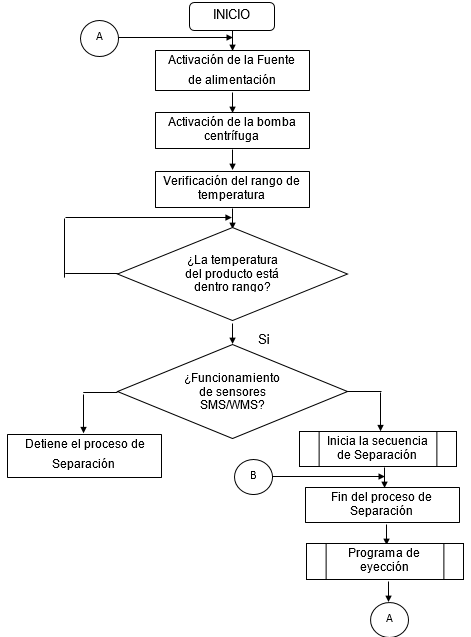 INICIO
A
Activación de la Fuente
de alimentación
Activación de la bomba
centrífuga
Verificación del rango de
temperatura
¿La temperatura
del producto está
dentro rango?
Si
¿Funcionamiento
de sensores
SMS/WMS?
Detiene el proceso de
Separación
Inicia la secuencia
de Separación
B
Fin del proceso de
Separación
Programa de
eyección
A